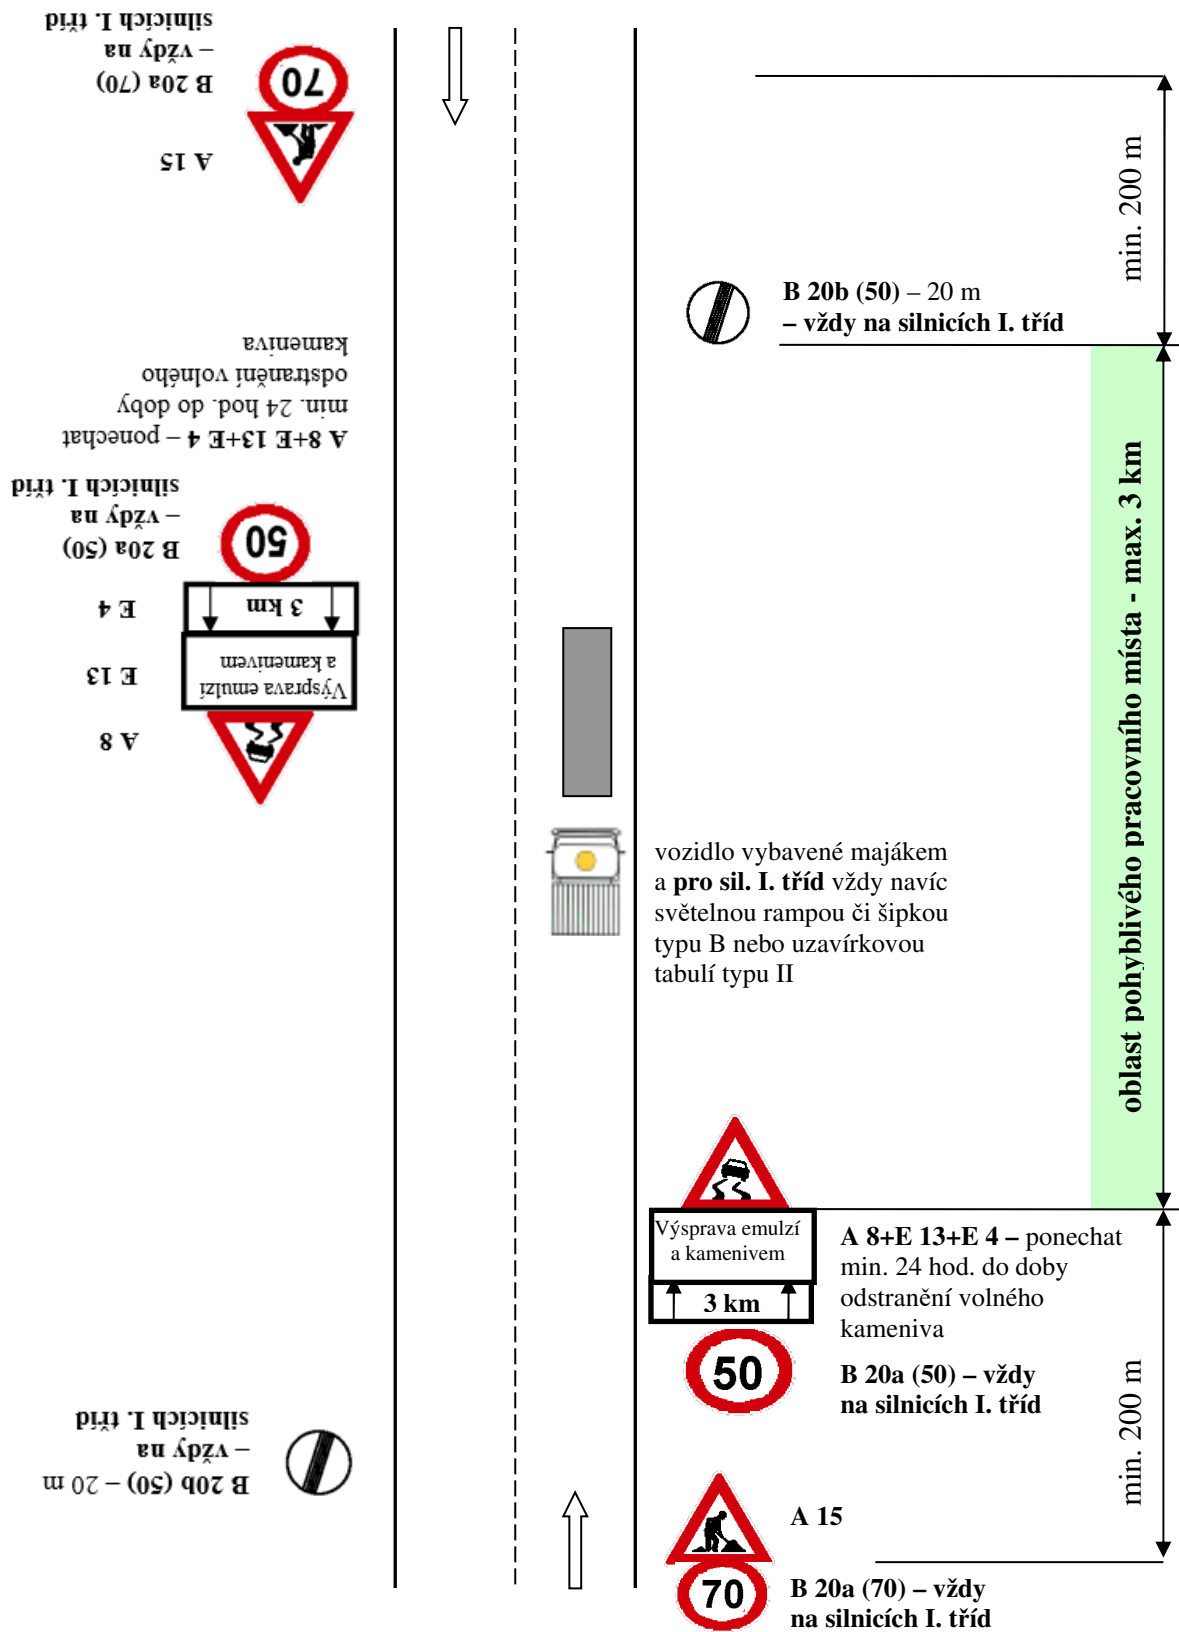 B 20a (70)
– vždy na
silnicích I. tříd
70
A 15
A 8+E 13+E 4 – ponechat
min. 24 hod. do doby
odstranění volného
kameniva
B 20a (50)
– vždy na
silnicích I. tříd
50
E 4
3 km
E 13
Výsprava emulzí
a kamenivem
A 8
B 20b (50) – 20 m
– vždy na
silnicích I. tříd
min. 200 m
B 20b (50) – 20 m
– vždy na silnicích I. tříd
oblast pohyblivého pracovního místa - max. 3 km
vozidlo vybavené majákem
a pro sil. I. tříd vždy navíc
světelnou rampou či šipkou
typu B nebo uzavírkovou
tabulí typu II
Výsprava emulzí
a kamenivem
3 km
A 8+E 13+E 4 – ponechat
min. 24 hod. do doby
odstranění volného
kameniva
50
B 20a (50) – vždy
na silnicích I. tříd
min. 200 m
A 15
70
B 20a (70) – vždy
na silnicích I. tříd